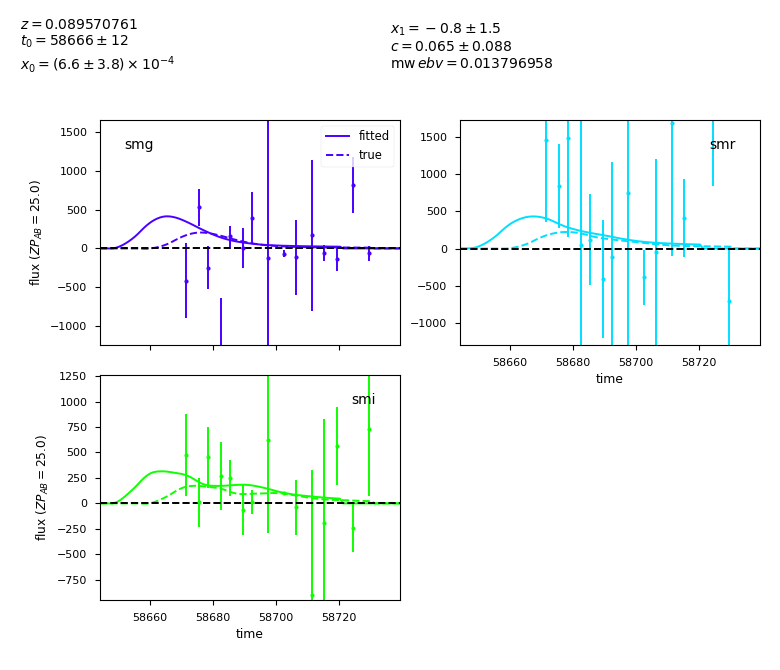 z = 0.089570761
t₀ = 58666 ± 12
x₀ = (6.6 ± 3.8) × 10⁻⁴
x₁ = −0.8 ± 1.5
c = 0.065 ± 0.088
mw ebv = 0.013796958
smg
fitted
true
1500
1000
500
0
−500
−1000
flux (ZP_AB = 25.0)
smr
1500
1000
500
0
−500
−1000
58660 58680 58700 58720
time
smi
1250
1000
750
500
250
0
−250
−500
−750
flux (ZP_AB = 25.0)
58660 58680 58700 58720
time